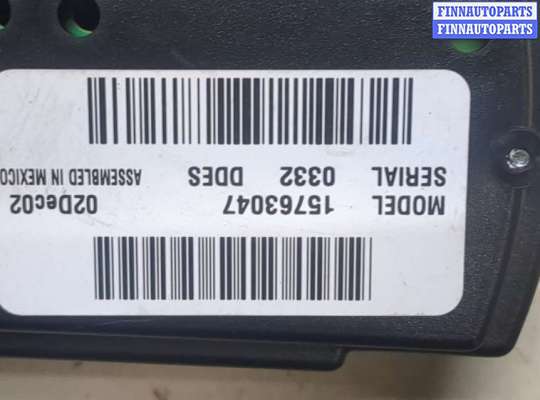 FINNAUTOPARTS
FINNAUTOPARTS
MODEL 15763047 02Dec02
SERIAL 0332 DDES ASSEMBLED IN MEXICO